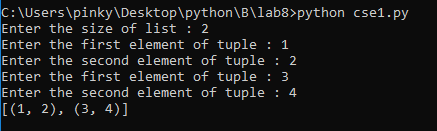 C:\Users\pinky\Desktop\python\B\lab8>python cse1.py
Enter the size of list : 2
Enter the first element of tuple : 1
Enter the second element of tuple : 2
Enter the first element of tuple : 3
Enter the second element of tuple : 4
[(1, 2), (3, 4)]